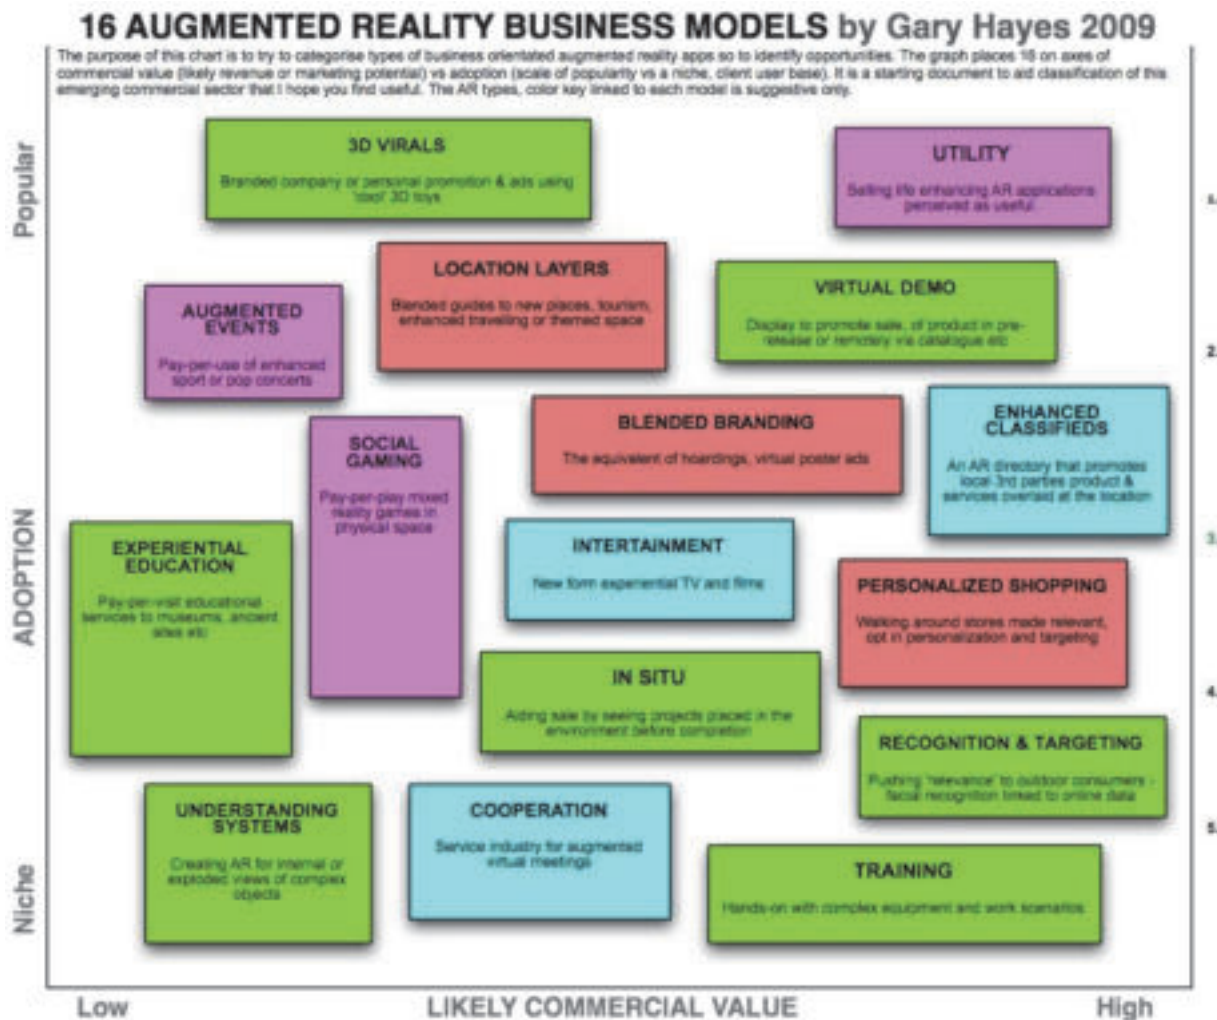 16 AUGMENTED REALITY BUSINESS MODELS by Gary Hayes 2009
The purpose of this chart is to try to categorise types of business orientated augmented reality apps so to identify opportunities. The graph places 16 on axes of
commercial value (likely revenue or marketing potential) vs adoption (scale of popularity vs a niche, client user base). It is a starting document to aid classification of this
emerging commercial sector that I hope you find useful. The AR types, color key linked to each model is suggestive only.
Popular
ADOPTION
Niche
3D VIRALS
Branded company or personal promotion & ads using
'cool' 3D toys
UTILITY
Selling life enhancing AR applications
perceived as useful
LOCATION LAYERS
Blended guides to new places, tourism,
enhanced travelling or themed space
VIRTUAL DEMO
Display to promote sale, of product in pre-
release or remotely via catalogue etc
AUGMENTED
EVENTS
Pay-per-use of enhanced
sport or pop concerts
SOCIAL
GAMING
Pay-per-play mixed
reality games in
physical space
BLENDED BRANDING
The equivalent of hoardings, virtual poster ads
ENHANCED
CLASSIFIEDS
An AR directory that promotes
local 3rd parties product &
services overlaid at the location
EXPERIENTIAL
EDUCATION
Pay-per-visit educational
services to museums, ancient
sites etc
INTERTAINMENT
New form experiential TV and films
PERSONALIZED SHOPPING
Walking around stores made relevant,
opt in personalization and targeting
IN SITU
Aiding sale by seeing projects placed in the
environment before completion
RECOGNITION & TARGETING
Pushing 'relevance' to outdoor consumers -
facial recognition linked to online data
UNDERSTANDING
SYSTEMS
Creating AR for internal or
exploded views of complex
objects
COOPERATION
Service industry for augmented
virtual meetings
TRAINING
Hands-on with complex equipment and work scenarios
Low
LIKELY COMMERCIAL VALUE
High
1.
2.
3.
4.
5.